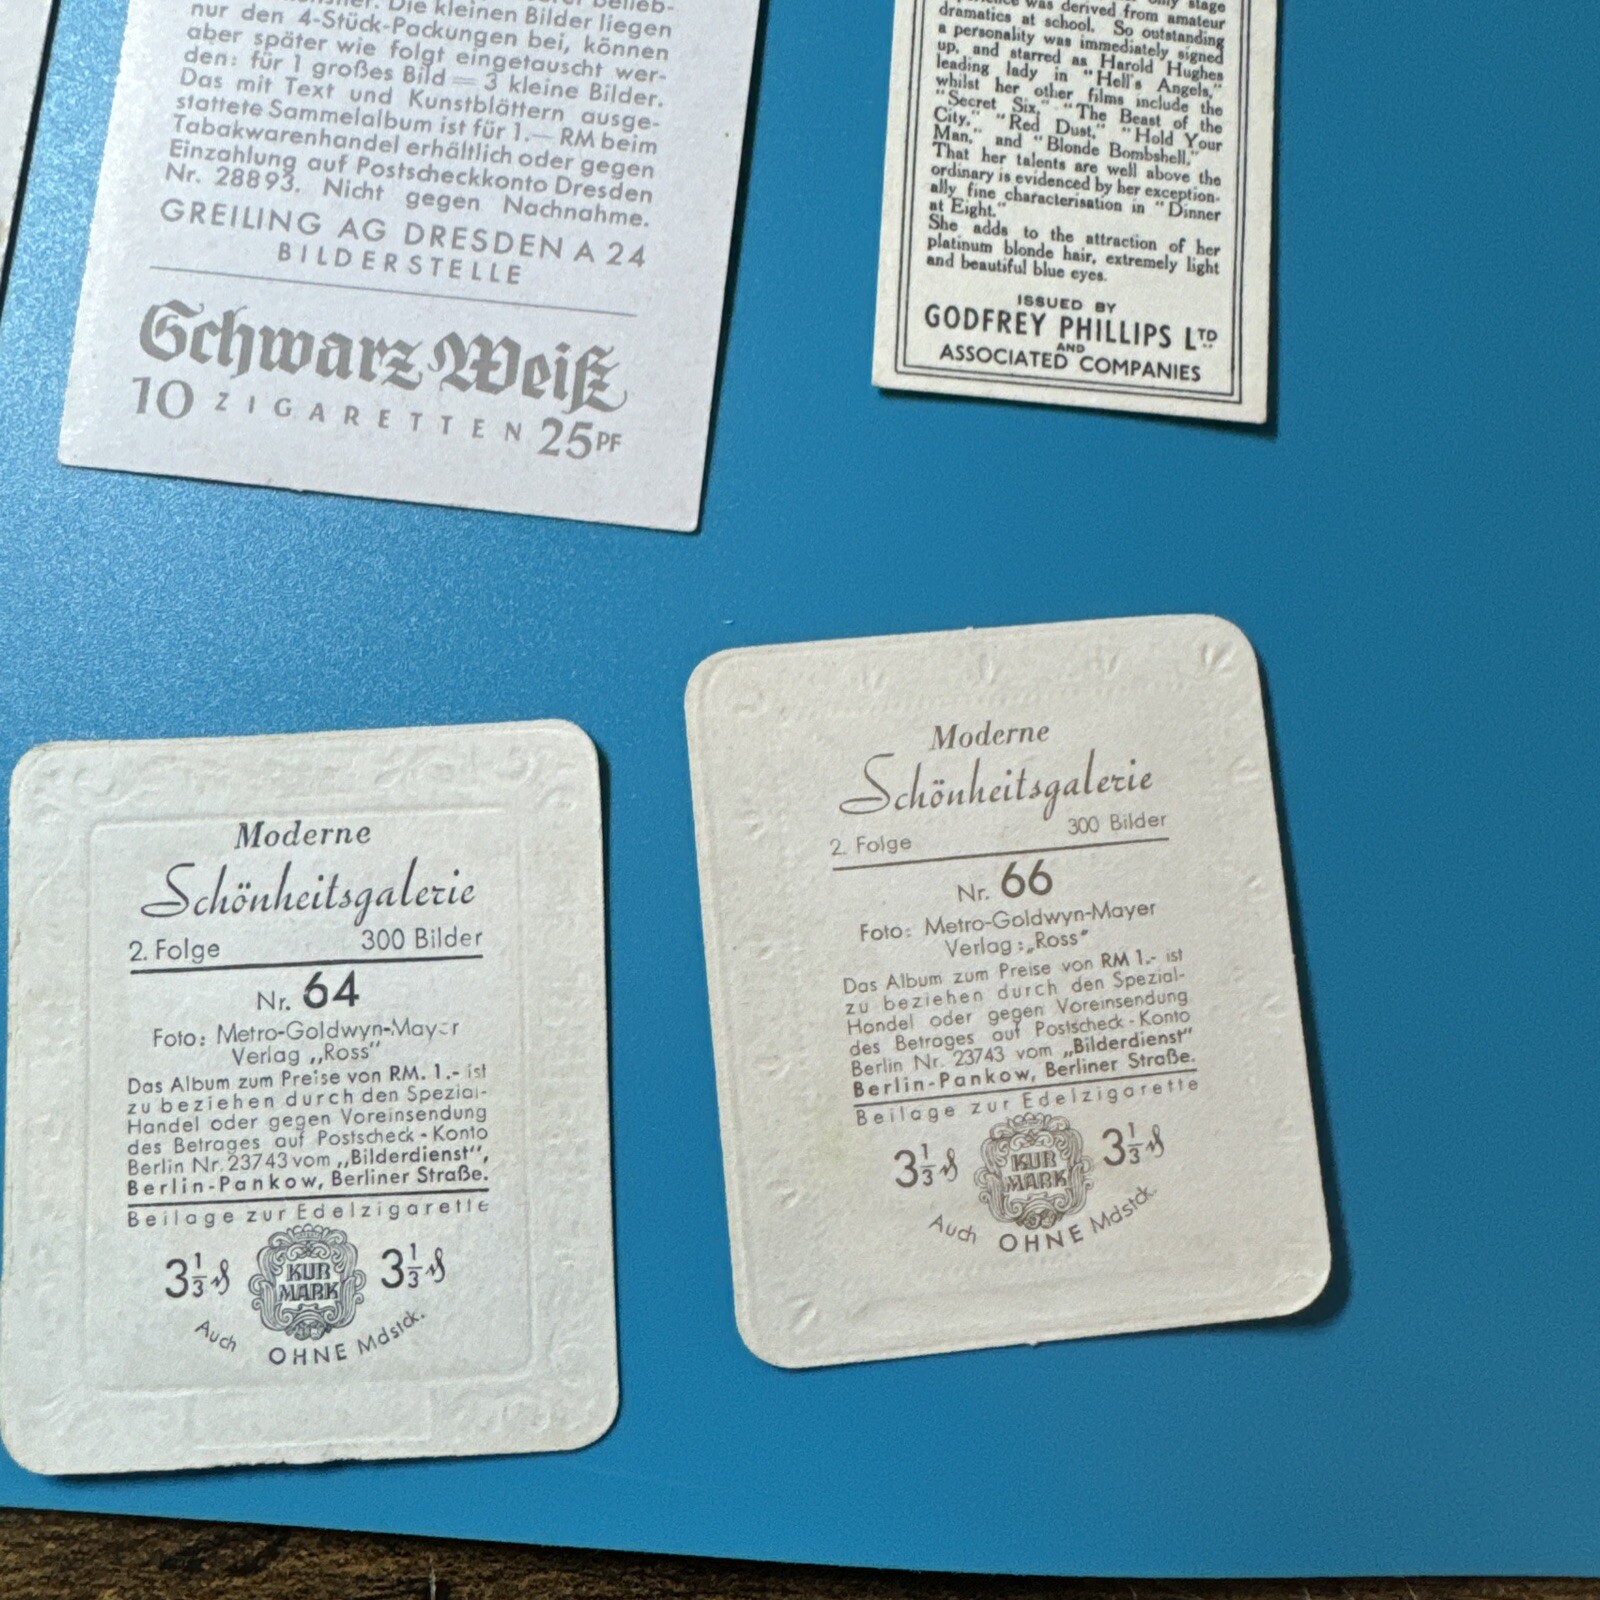 Die kleinen Bilder liegen
nur den 4-Stück-Packungen bei, können
aber später wie folgt eingetauscht wer-
den: für 1 großes Bild = 3 kleine Bilder.
Das mit Text und Kunstblättern ausge-
stattete Sammelalbum ist für 1.— RM beim
Tabakwarenhandel erhältlich oder gegen
Einzahlung auf Postscheckkonto Dresden
Nr. 28893. Nicht gegen Nachnahme.
GREILING AG DRESDEN A 24
BILDERSTELLE
Schwarz Weiß
10 ZIGARETTEN 25 PF
only stage
was derived from amateur
dramatics at school. So outstanding
a personality was immediately signed
up, and starred as Harold Hughes
leading lady in "Hell's Angels,"
whilst her other films include the
"Secret Six," "The Beast of the
City," "Red Dust," "Hold Your
Man," and "Blonde Bombshell."
That her talents are well above the
ordinary is evidenced by her exception-
ally fine characterisation in "Dinner
at Eight."
She adds to the attraction of her
platinum blonde hair, extremely light
and beautiful blue eyes.
ISSUED BY
GODFREY PHILLIPS LTD
AND
ASSOCIATED COMPANIES
Moderne
Schönheitsgalerie
2. Folge 300 Bilder
Nr. 64
Foto: Metro-Goldwyn-Mayer
Verlag „Ross"
Das Album zum Preise von RM. 1.- ist
zu beziehen durch den Spezial-
Handel oder gegen Voreinsendung
des Betrages auf Postscheck-Konto
Berlin Nr. 23743 vom „Bilderdienst",
Berlin-Pankow, Berliner Straße.
Beilage zur Edelzigarette
3⅓ ₰ KUR MARK 3⅓ ₰
Auch OHNE Mdstck.
Moderne
Schönheitsgalerie
2. Folge 300 Bilder
Nr. 66
Foto: Metro-Goldwyn-Mayer
Verlag: „Ross"
Das Album zum Preise von RM 1.- ist
zu beziehen durch den Spezial-
Handel oder gegen Voreinsendung
des Betrages auf Postscheck-Konto
Berlin Nr. 23743 vom „Bilderdienst"
Berlin-Pankow, Berliner Straße.
Beilage zur Edelzigarette
3⅓ ₰ KUR MARK 3⅓ ₰
Auch OHNE Mdstck.